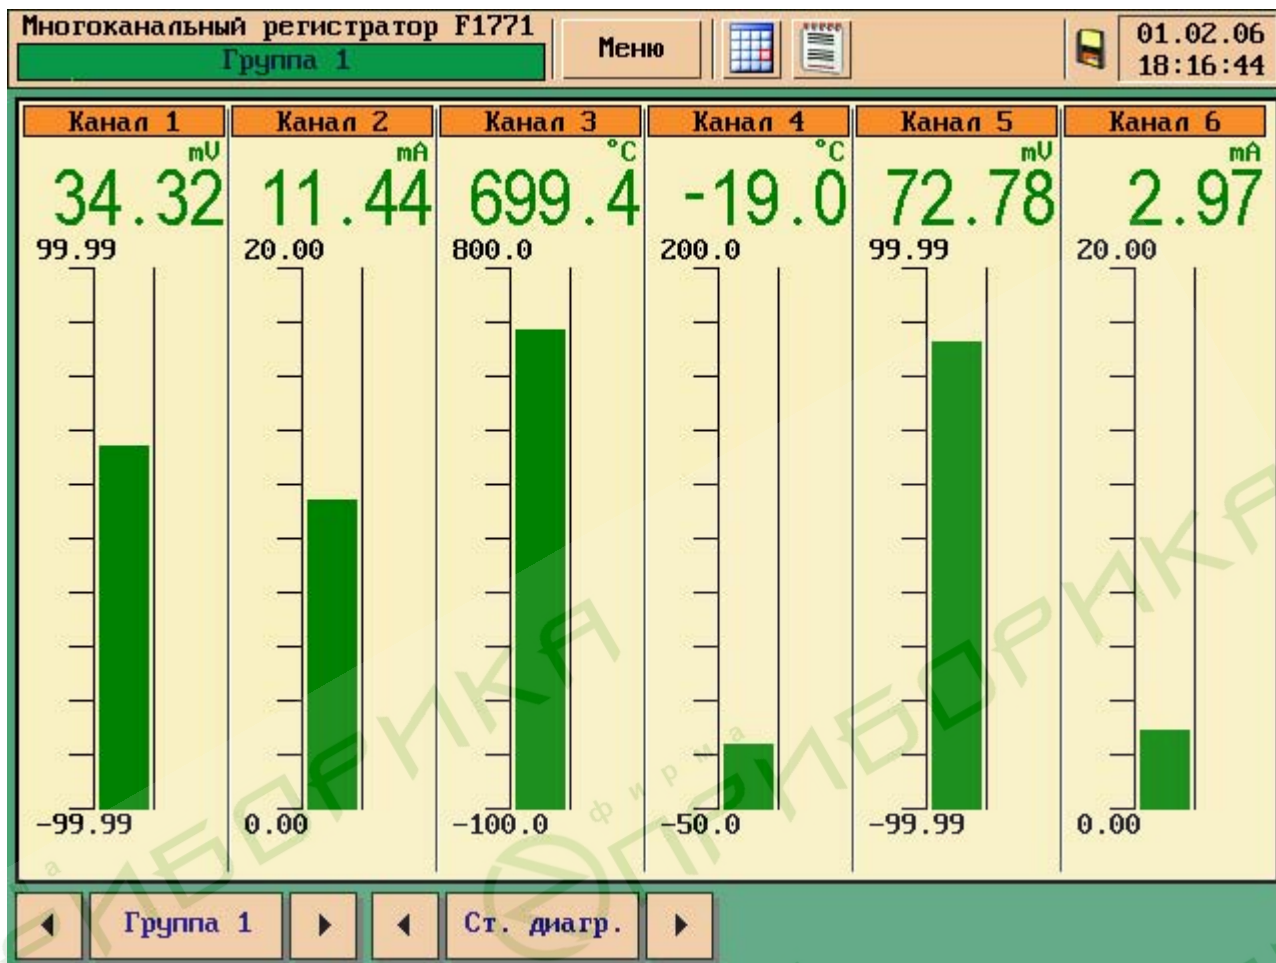 Многоканальный регистратор F1771
Группа 1
Меню
01.02.06
18:16:44
Канал 1
mV
34.32
99.99
-99.99
Канал 2
mA
11.44
20.00
0.00
Канал 3
°C
699.4
800.0
-100.0
Канал 4
°C
-19.0
200.0
-50.0
Канал 5
mV
72.78
99.99
-99.99
Канал 6
mA
2.97
20.00
0.00
Группа 1
Ст. диагр.
фирма
ПРИБОРИКА